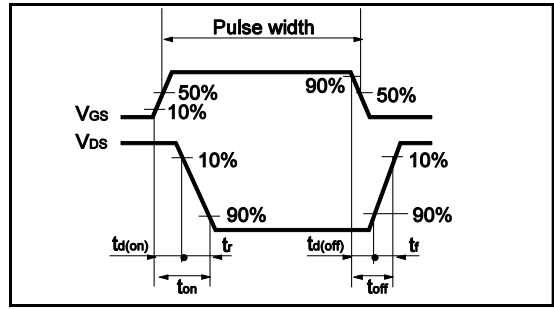 Pulse width
90%
50%
50%
10%
VGS
VDS
10%
10%
90%
90%
td(on)
tr
td(off)
tf
ton
toff